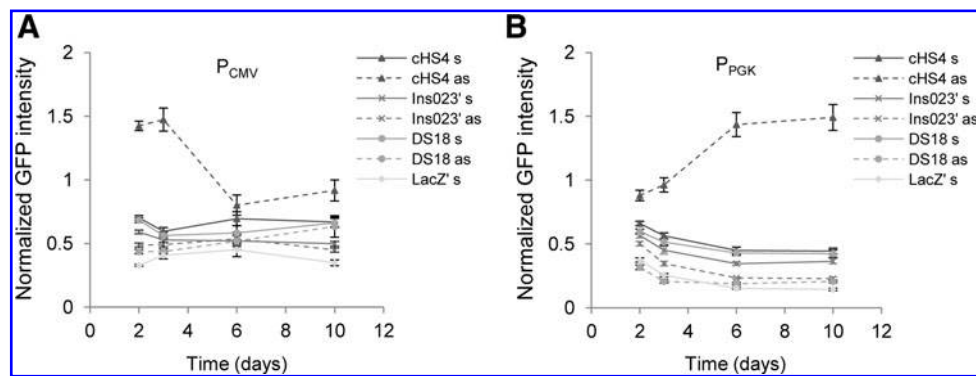 A
P_CMV
Normalized GFP intensity
2
1.5
1
0.5
0
0 2 4 6 8 10 12
Time (days)
cHS4 s
cHS4 as
Ins023' s
Ins023' as
DS18 s
DS18 as
LacZ' s
B
P_PGK
Normalized GFP intensity
2
1.5
1
0.5
0
0 2 4 6 8 10 12
Time (days)
cHS4 s
cHS4 as
Ins023' s
Ins023' as
DS18 s
DS18 as
LacZ' s